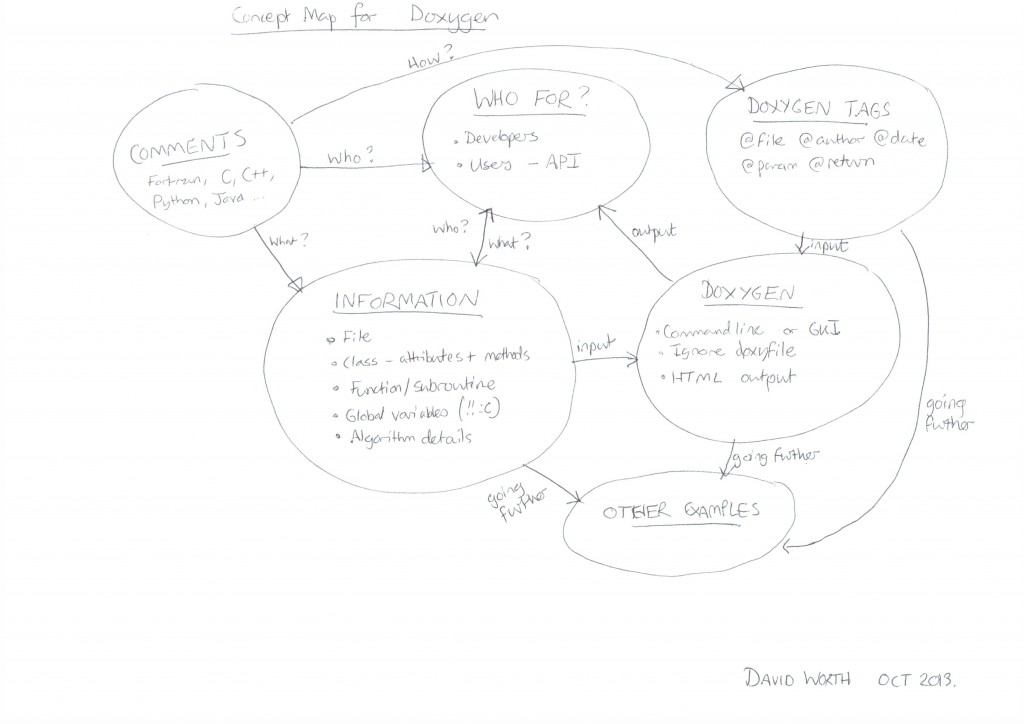 Concept Map for Doxygen
How?
COMMENTS
Fortran, C, C++,
Python, Java ...
Who?
WHO FOR?
• Developers
• Users - API
DOXYGEN TAGS
@file @author @date
@param @return
What?
Who?
What?
output
input
INFORMATION
• File
• Class - attributes + methods
• Function/subroutine
• Global variables (!! :C)
• Algorithm details
input
DOXYGEN
• Commandline or GUI
• Ignore doxyfile
• HTML output
going
further
going further
going
further
OTHER EXAMPLES
DAVID WORTH OCT 2013.